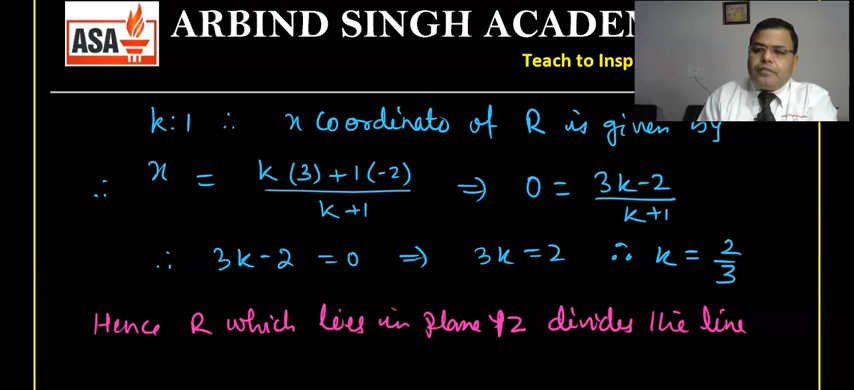 ARBIND SINGH ACADEM
ASA
Teach to Insp
k:1 ∴ x coordinate of R is given by
∴ x = k(3)+1(-2) / k+1 ⇒ 0 = 3k-2 / k+1
∴ 3k-2 = 0 ⇒ 3k = 2 ∴ k = 2/3
Hence R which lies in plane YZ divides the line